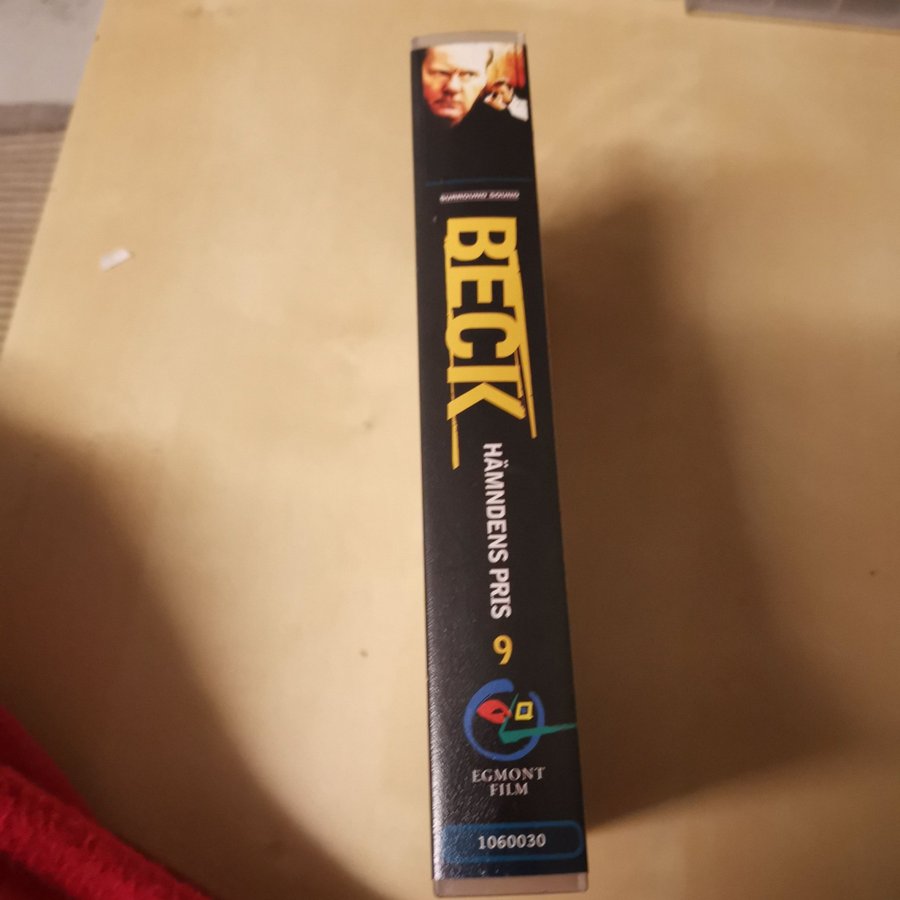 SURROUND SOUND
BECK
HÄMNDENS PRIS
9
EGMONT
FILM
1060030